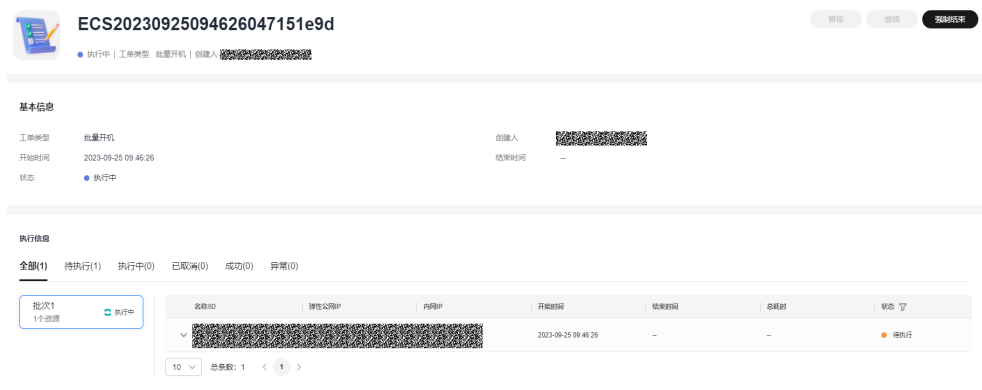 ECS20230925094626047151e9d
暂停 继续 强制结束
执行中 | 工单类型 批量开机 | 创建人
基本信息
工单类型 批量开机 创建人
开始时间 2023-09-25 09:46:26 结束时间 --
状态 执行中
执行信息
全部(1) 待执行(1) 执行中(0) 已取消(0) 成功(0) 异常(0)
批次1
1个资源
执行中
名称/ID 弹性公网IP 内网IP 开始时间 结束时间 总耗时 状态
2023-09-25 09:46:26 -- -- 待执行
10 总条数：1 < 1 >